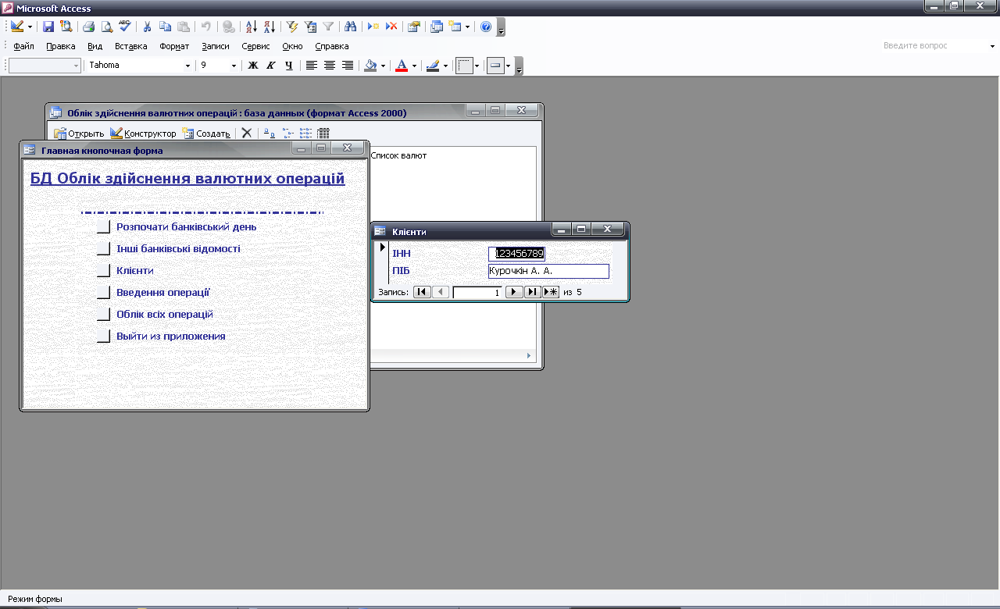 Microsoft Access
Файл Правка Вид Вставка Формат Записи Сервис Окно Справка
Введите вопрос
Tahoma 9 Ж К Ч
Облік здійснення валютних операцій : база данных (формат Access 2000)
Открыть Конструктор Создать
Главная кнопочная форма
Список валют
БД Облік здійснення валютних операцій
Розпочати банківський день
Інші банківські відомості
Клієнти
Введення операції
Облік всіх операцій
Выйти из приложения
Клієнти
ІНН 123456789
ПІБ Курочкін А. А.
Запись: 1 из 5
Режим формы